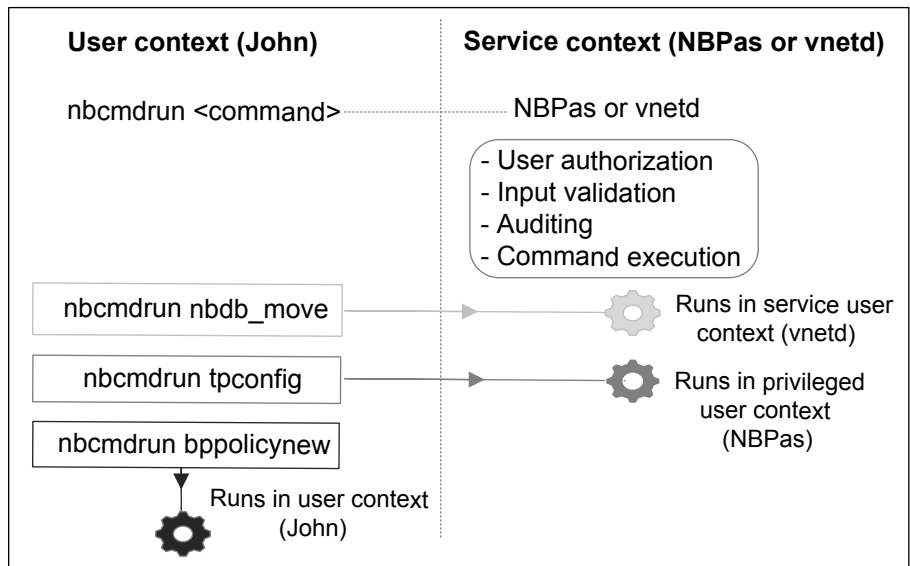 User context (John)
Service context (NBPas or vnetd)
nbcmdrun <command>
NBPas or vnetd
- User authorization
- Input validation
- Auditing
- Command execution
nbcmdrun nbdb_move
Runs in service user
context (vnetd)
nbcmdrun tpconfig
Runs in privileged
user context
(NBPas)
nbcmdrun bppolicynew
Runs in user context
(John)